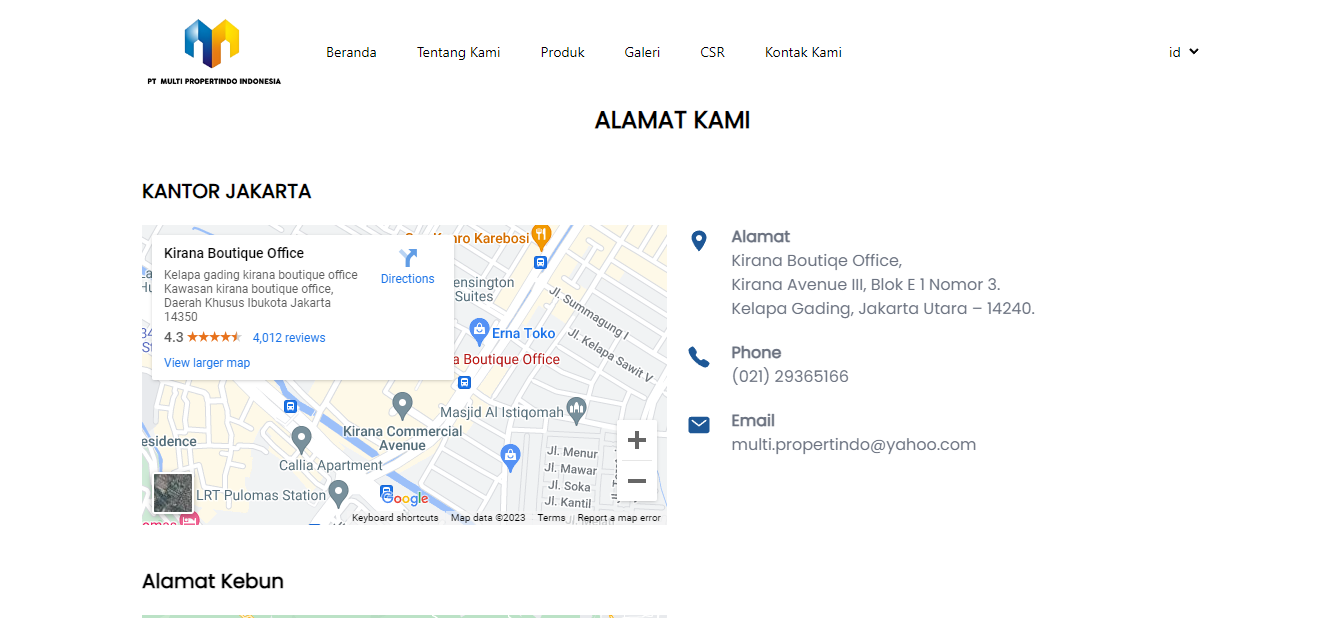 PT MULTI PROPERTINDO INDONESIA
Beranda
Tentang Kami
Produk
Galeri
CSR
Kontak Kami
id
ALAMAT KAMI
KANTOR JAKARTA
Kirana Boutique Office
Kelapa gading kirana boutique office
Kawasan kirana boutique office,
Daerah Khusus Ibukota Jakarta
14350
4.3
4,012 reviews
View larger map
Directions
Karebosi
ensington
Suites
Erna Toko
a Boutique Office
Jl. Summagung I
Jl. Kelapa Sawit V
Masjid Al Istiqomah
Kirana Commercial
Avenue
esidence
Callia Apartment
LRT Pulomas Station
Jl. Menur
Jl. Mawar
Jl. Soka
Jl. Kantil
Google
Keyboard shortcuts
Map data ©2023
Terms
Report a map error
Alamat
Kirana Boutiqe Office,
Kirana Avenue III, Blok E 1 Nomor 3.
Kelapa Gading, Jakarta Utara – 14240.
Phone
(021) 29365166
Email
multi.propertindo@yahoo.com
Alamat Kebun